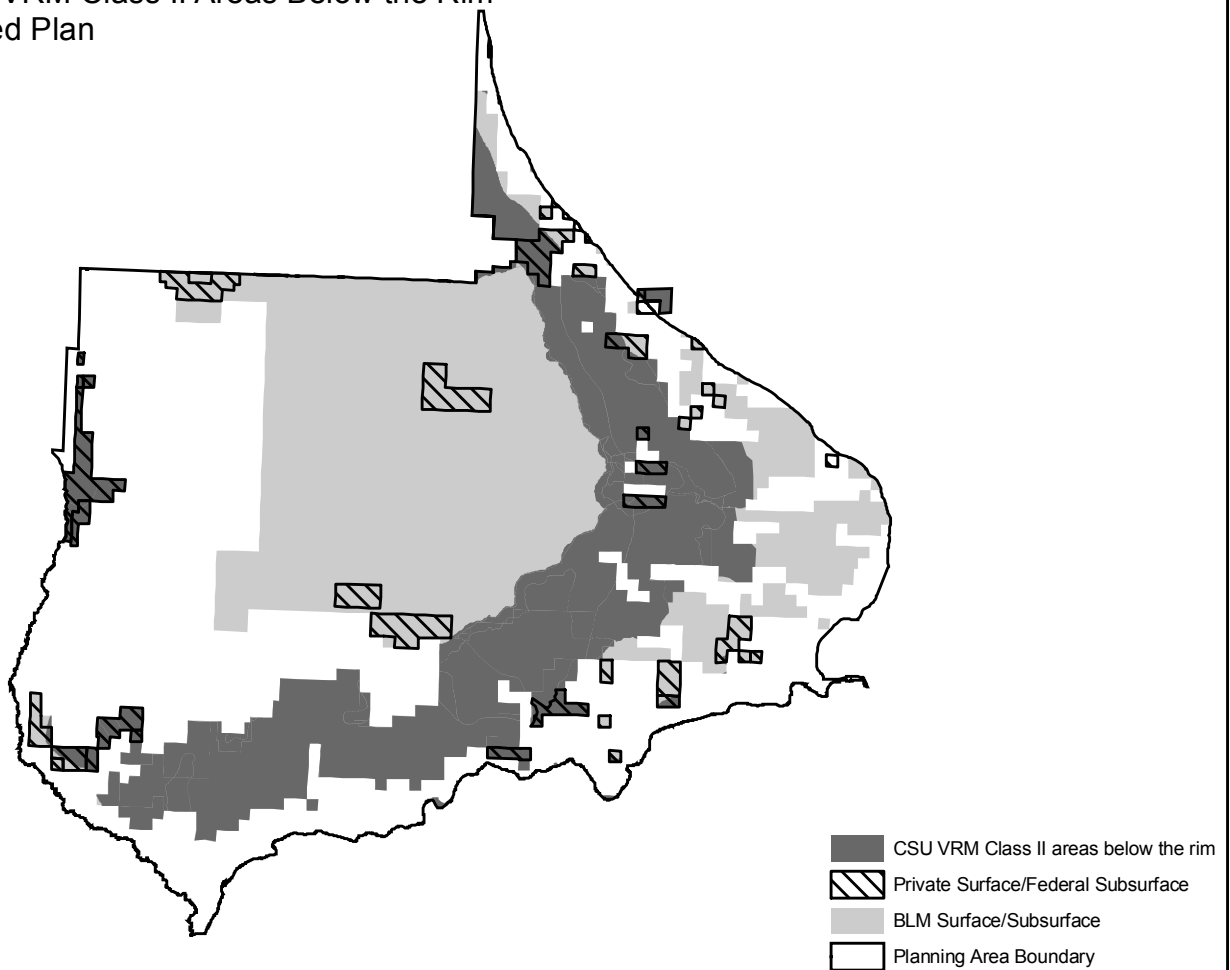 VRM Class II Areas Below the Rim
ed Plan
CSU VRM Class II areas below the rim
Private Surface/Federal Subsurface
BLM Surface/Subsurface
Planning Area Boundary